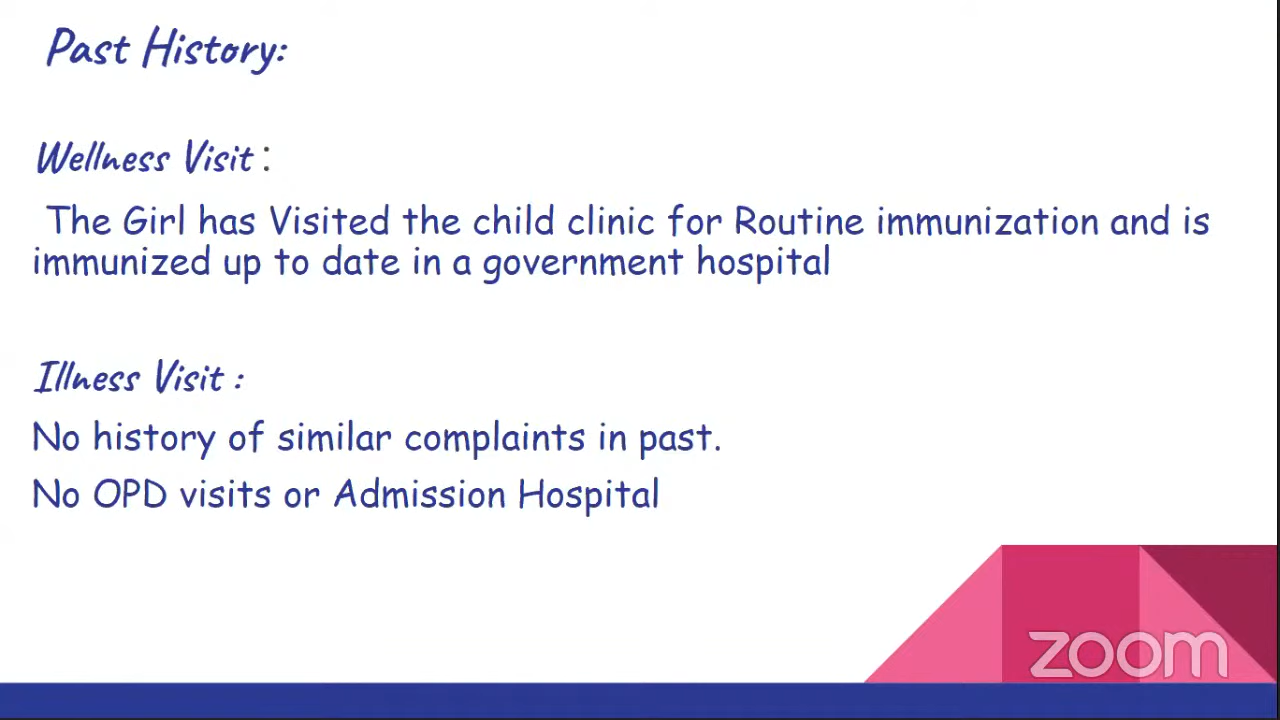 Past History:
Wellness Visit :
The Girl has Visited the child clinic for Routine immunization and is
immunized up to date in a government hospital
Illness Visit :
No history of similar complaints in past.
No OPD visits or Admission Hospital
zoom